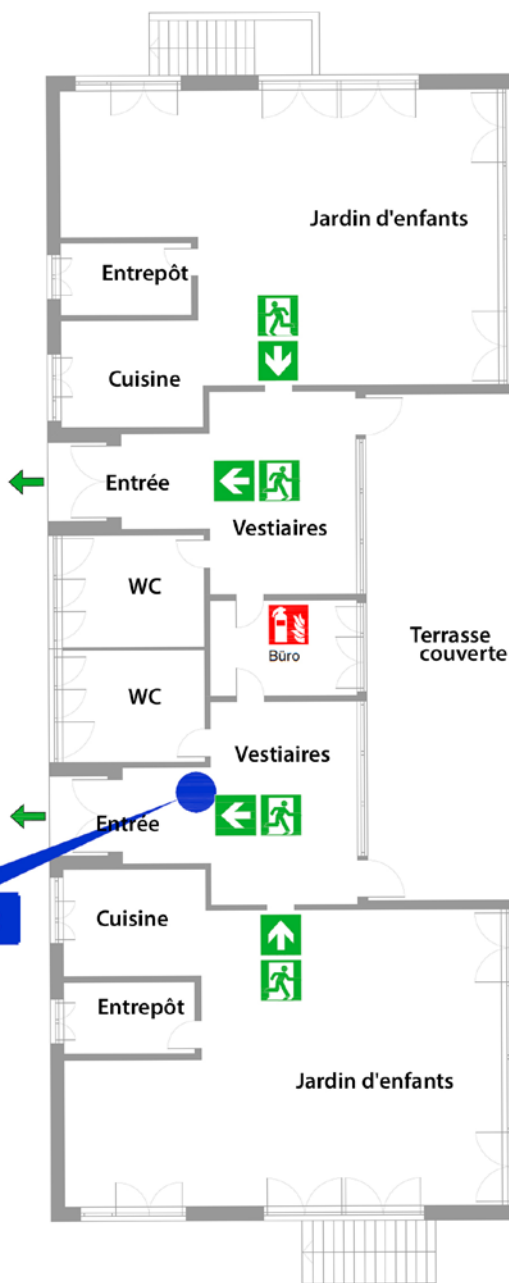 Jardin d'enfants
Entrepôt
Cuisine
Entrée
Vestiaires
WC
Büro
Terrasse
couverte
WC
Vestiaires
Entrée
Cuisine
Entrepôt
Jardin d'enfants